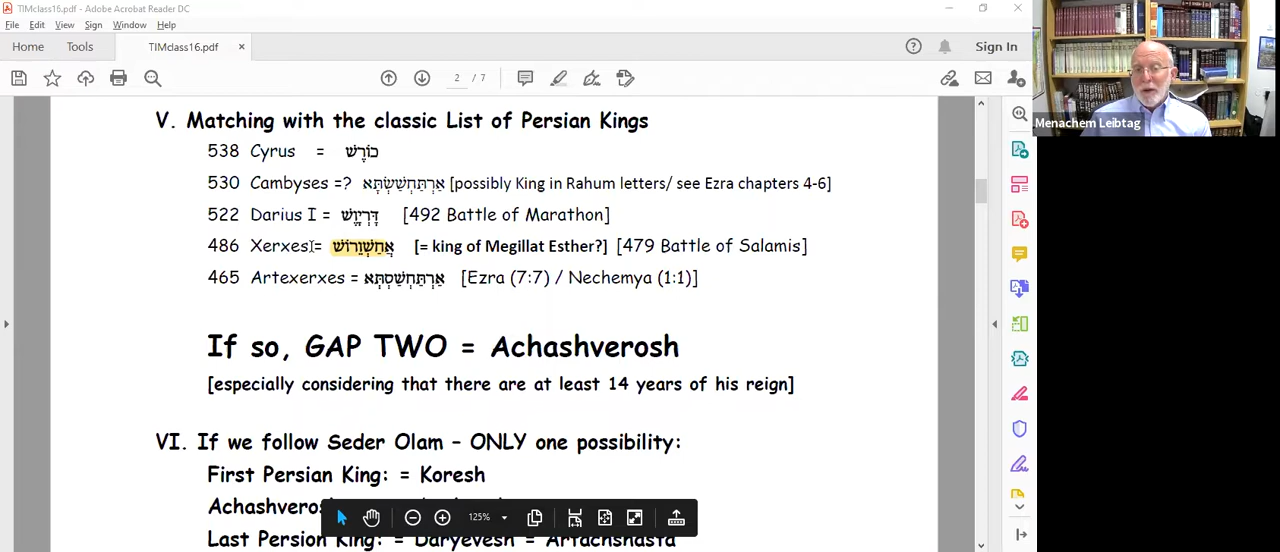 TIMclass16.pdf - Adobe Acrobat Reader DC
File Edit View Sign Window Help
Home Tools TIMclass16.pdf × Sign In
2 / 7
Menachem Leibtag
V. Matching with the classic List of Persian Kings
538 Cyrus = כּוֹרֶשׁ
530 Cambyses =? אַרְתַּחְשַׁשְׂתָּא [possibly King in Rahum letters/ see Ezra chapters 4-6]
522 Darius I = דָּרְיָוֶשׁ [492 Battle of Marathon]
486 Xerxes = אֲחַשְׁוֵרוֹשׁ [= king of Megillat Esther?] [479 Battle of Salamis]
465 Artexerxes = אַרְתַּחְשַׁסְתְּא [Ezra (7:7) / Nechemya (1:1)]
If so, GAP TWO = Achashverosh
[especially considering that there are at least 14 years of his reign]
VI. If we follow Seder Olam – ONLY one possibility:
First Persian King: = Koresh
125%
Last Persion King: = Daryevesh = Artachshasta